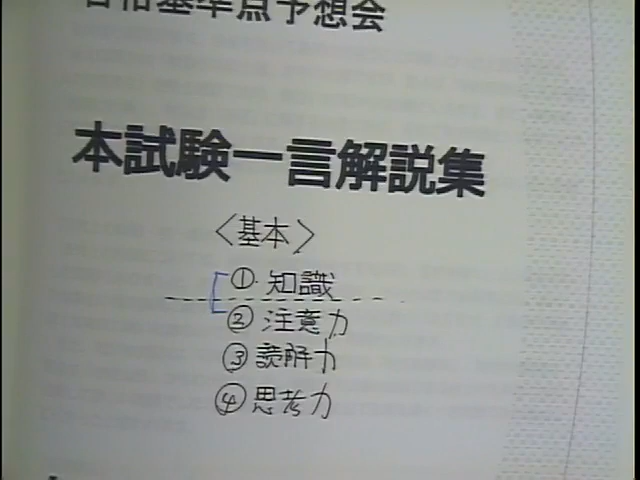 合格基準点予想会
本試験一言解説集
〈基本〉
① 知識
② 注意力
③ 読解力
④ 思考力